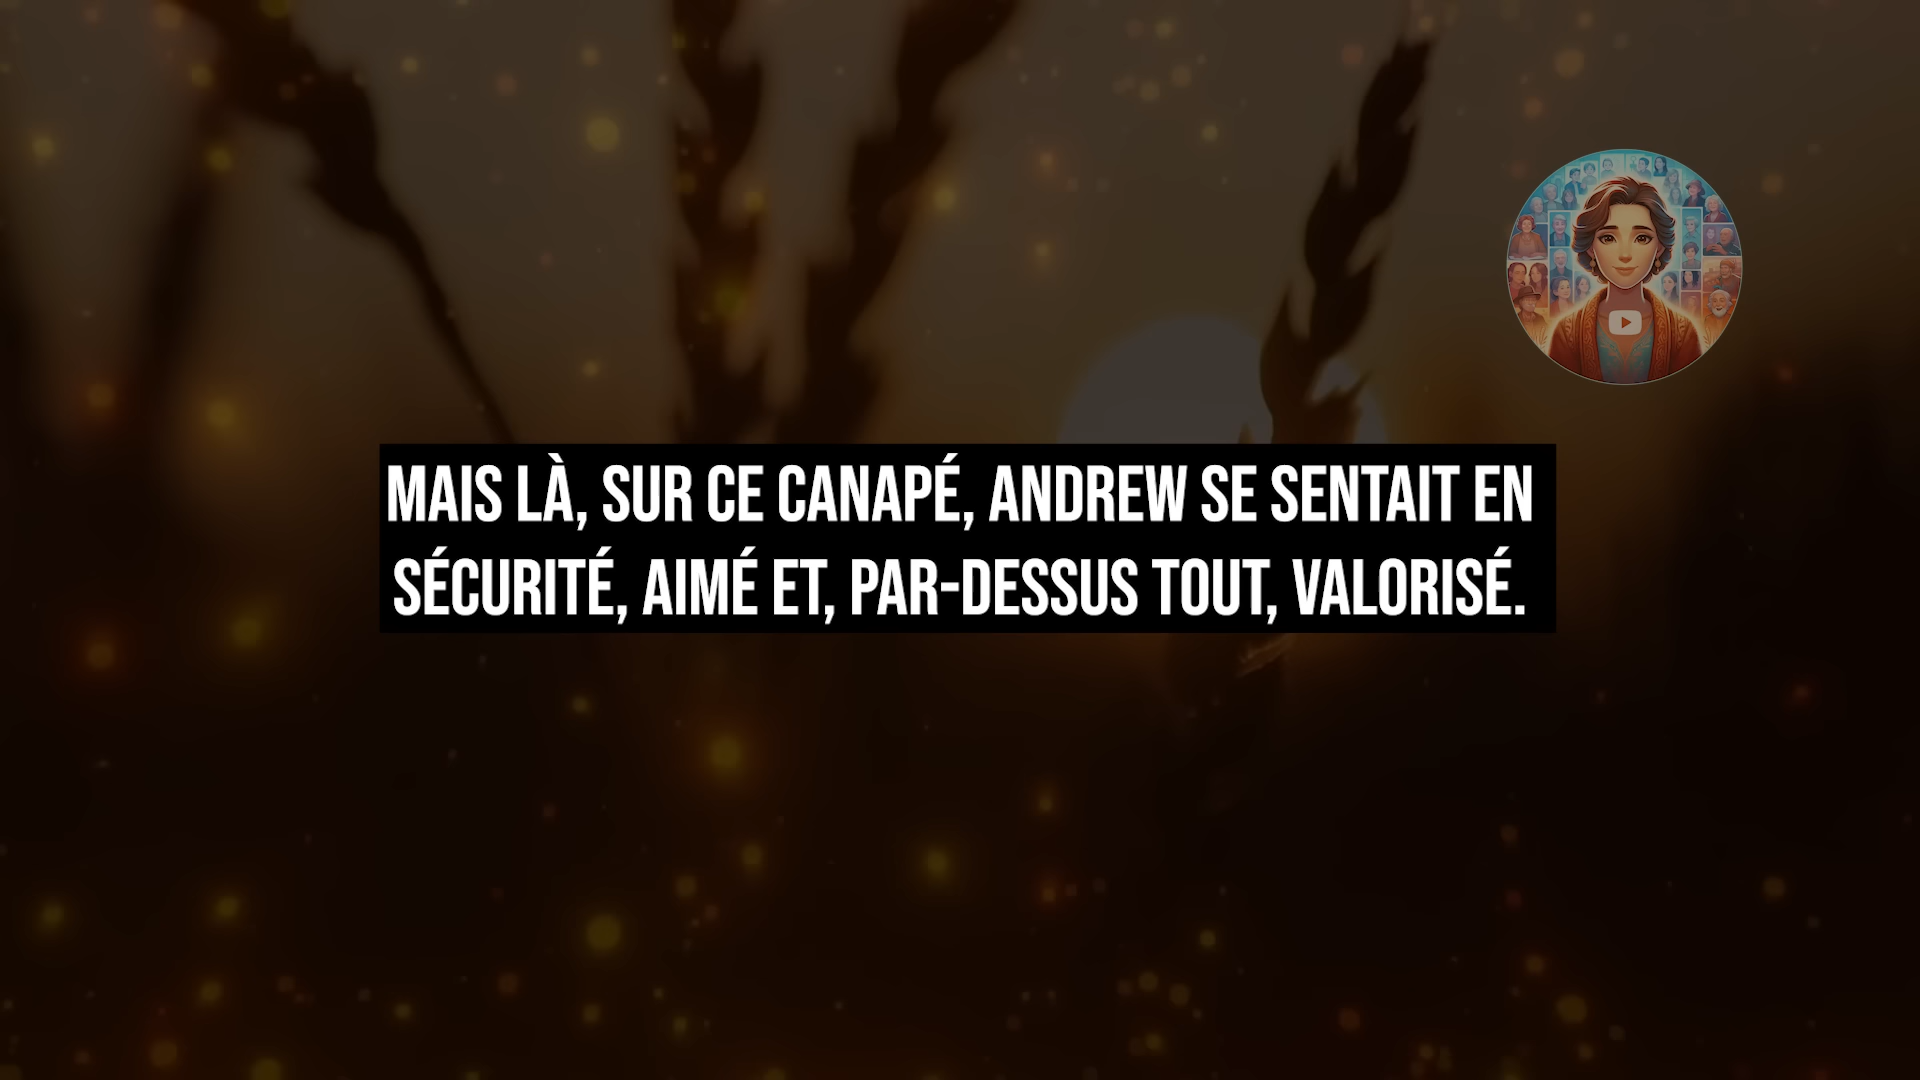 MAIS LÀ, SUR CE CANAPÉ, ANDREW SE SENTAIT EN
SÉCURITÉ, AIMÉ ET, PAR-DESSUS TOUT, VALORISÉ.